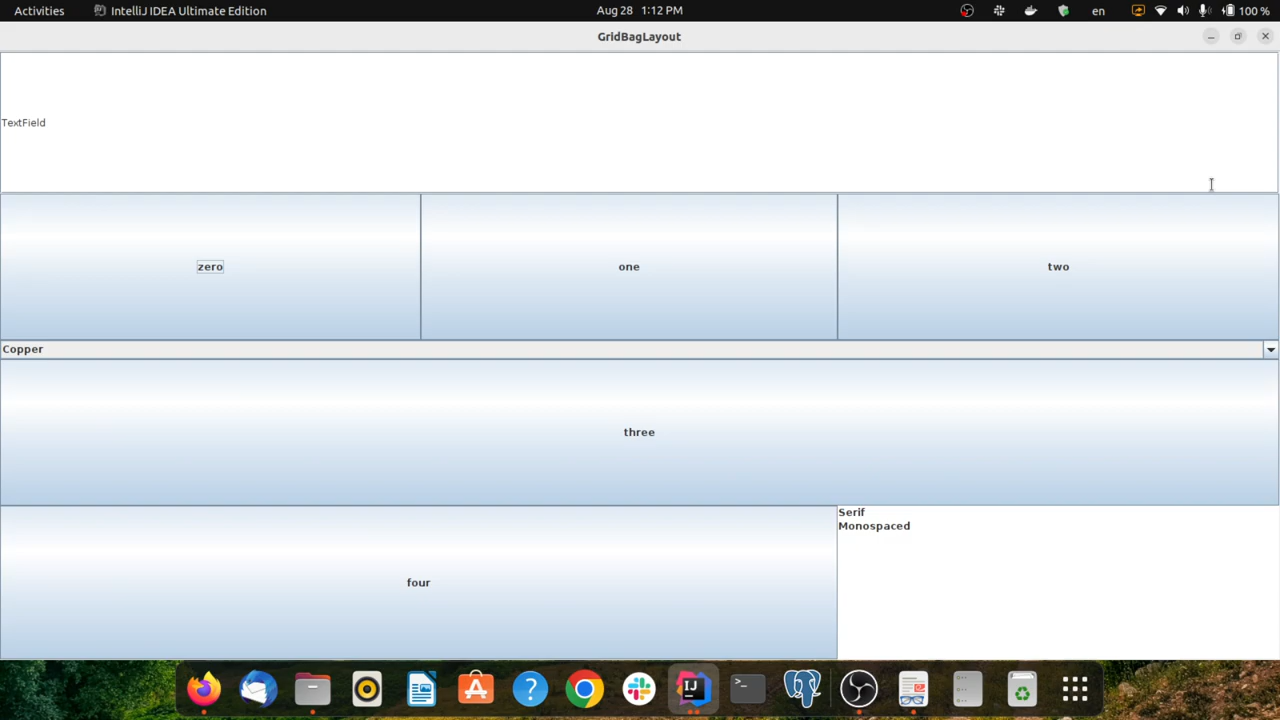 Activities IntelliJ IDEA Ultimate Edition Aug 28 1:12 PM en 100 %
GridBagLayout
TextField
zero one two
Copper
three
Serif
Monospaced
four